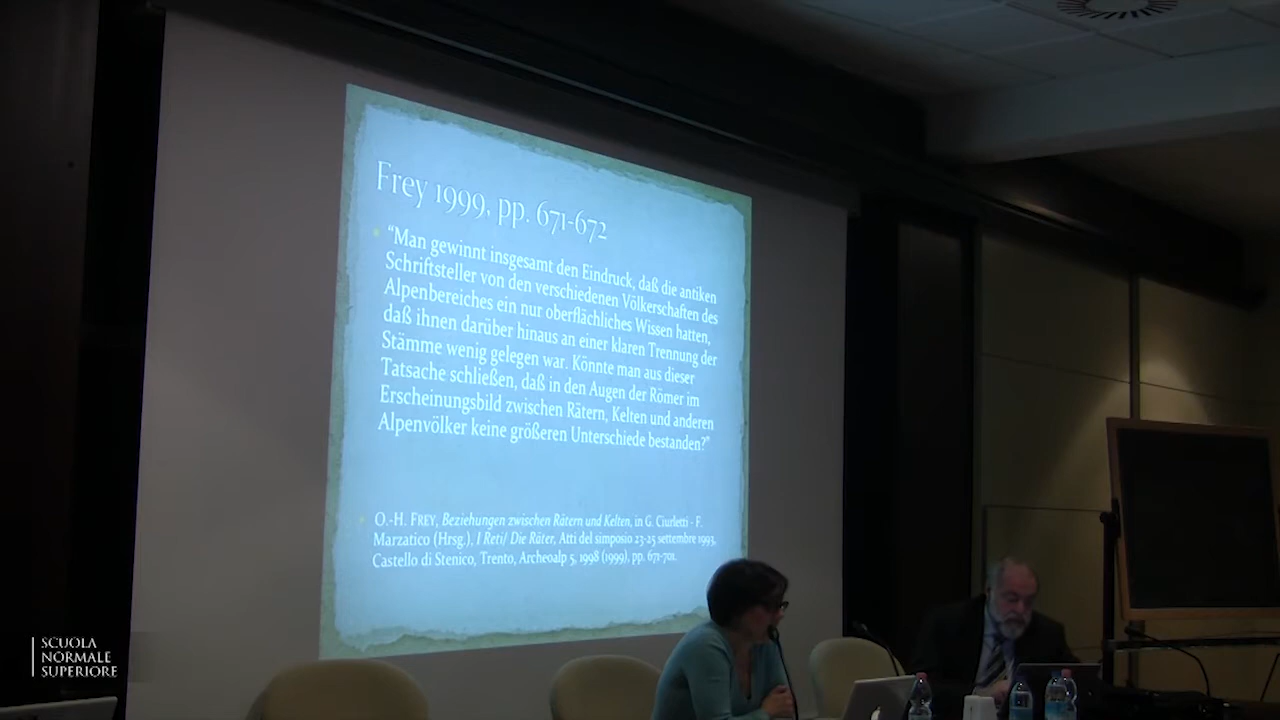 Frey 1999, pp. 671-672
“Man gewinnt insgesamt den Eindruck, daß die antiken
Schriftsteller von den verschiedenen Völkerschaften des
Alpenbereiches ein nur oberflächliches Wissen hatten,
daß ihnen darüber hinaus an einer klaren Trennung der
Stämme wenig gelegen war. Könnte man aus dieser
Tatsache schließen, daß in den Augen der Römer im
Erscheinungsbild zwischen Rätern, Kelten und anderen
Alpenvölker keine größeren Unterschiede bestanden?”
O.-H. FREY, Beziehungen zwischen Rätern und Kelten, in G. Ciurletti - F.
Marzatico (Hrsg.), I Reti/ Die Räter, Atti del simposio 23-25 settembre 1993,
Castello di Stenico, Trento, Archeoalp 5, 1998 (1999), pp. 671-701.
SCUOLA
NORMALE
SUPERIORE